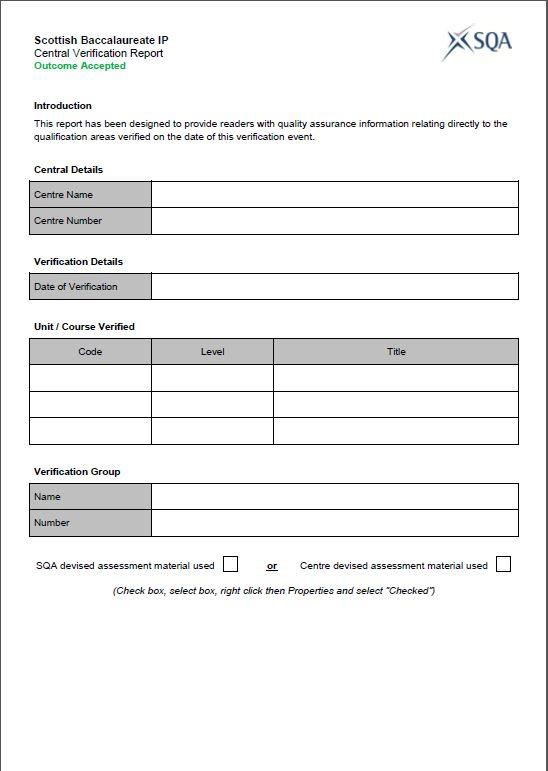 Scottish Baccalaureate IP
SQA
Central Verification Report
Outcome Accepted
Introduction
This report has been designed to provide readers with quality assurance information relating directly to the
qualification areas verified on the date of this verification event.
Central Details
Centre Name
Centre Number
Verification Details
Date of Verification
Unit / Course Verified
Code Level Title
Verification Group
Name
Number
SQA devised assessment material used or Centre devised assessment material used
(Check box, select box, right click then Properties and select "Checked")